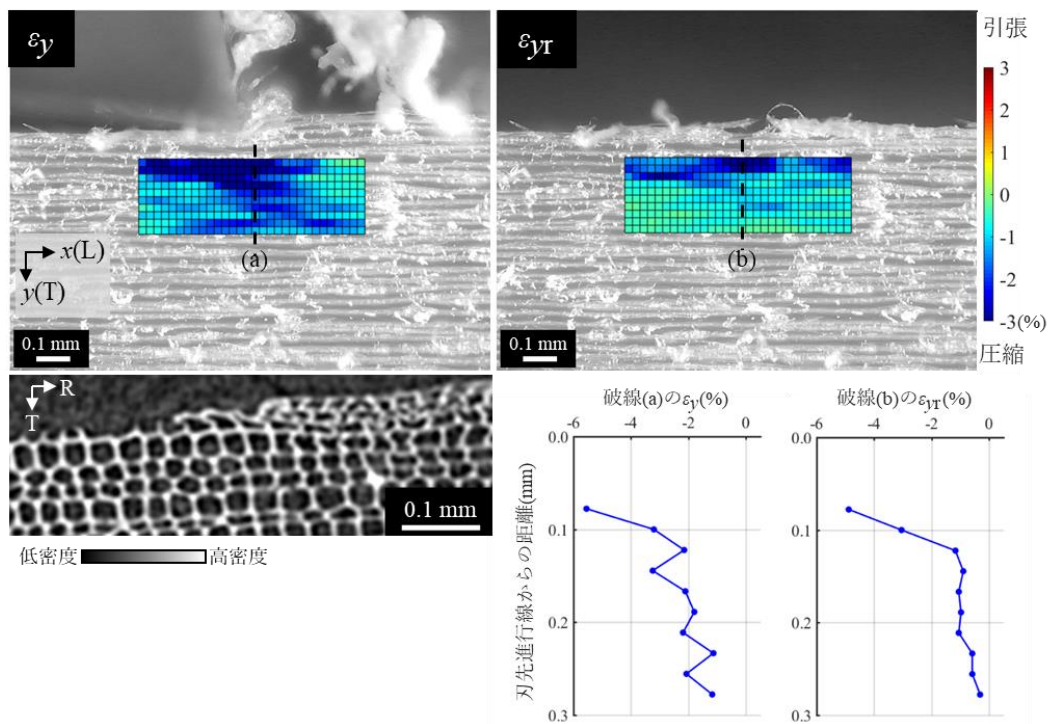 εy
εyr
引張
3
2
1
0
-1
-2
-3(%)
圧縮
x(L)
y(T)
(a)
(b)
0.1 mm
0.1 mm
R
T
0.1 mm
低密度
高密度
破線(a)のεy(%)
-6
-4
-2
0
破線(b)のεyr(%)
-6
-4
-2
0
刃先進行線からの距離(mm)
0.0
0.1
0.2
0.3
0.0
0.1
0.2
0.3